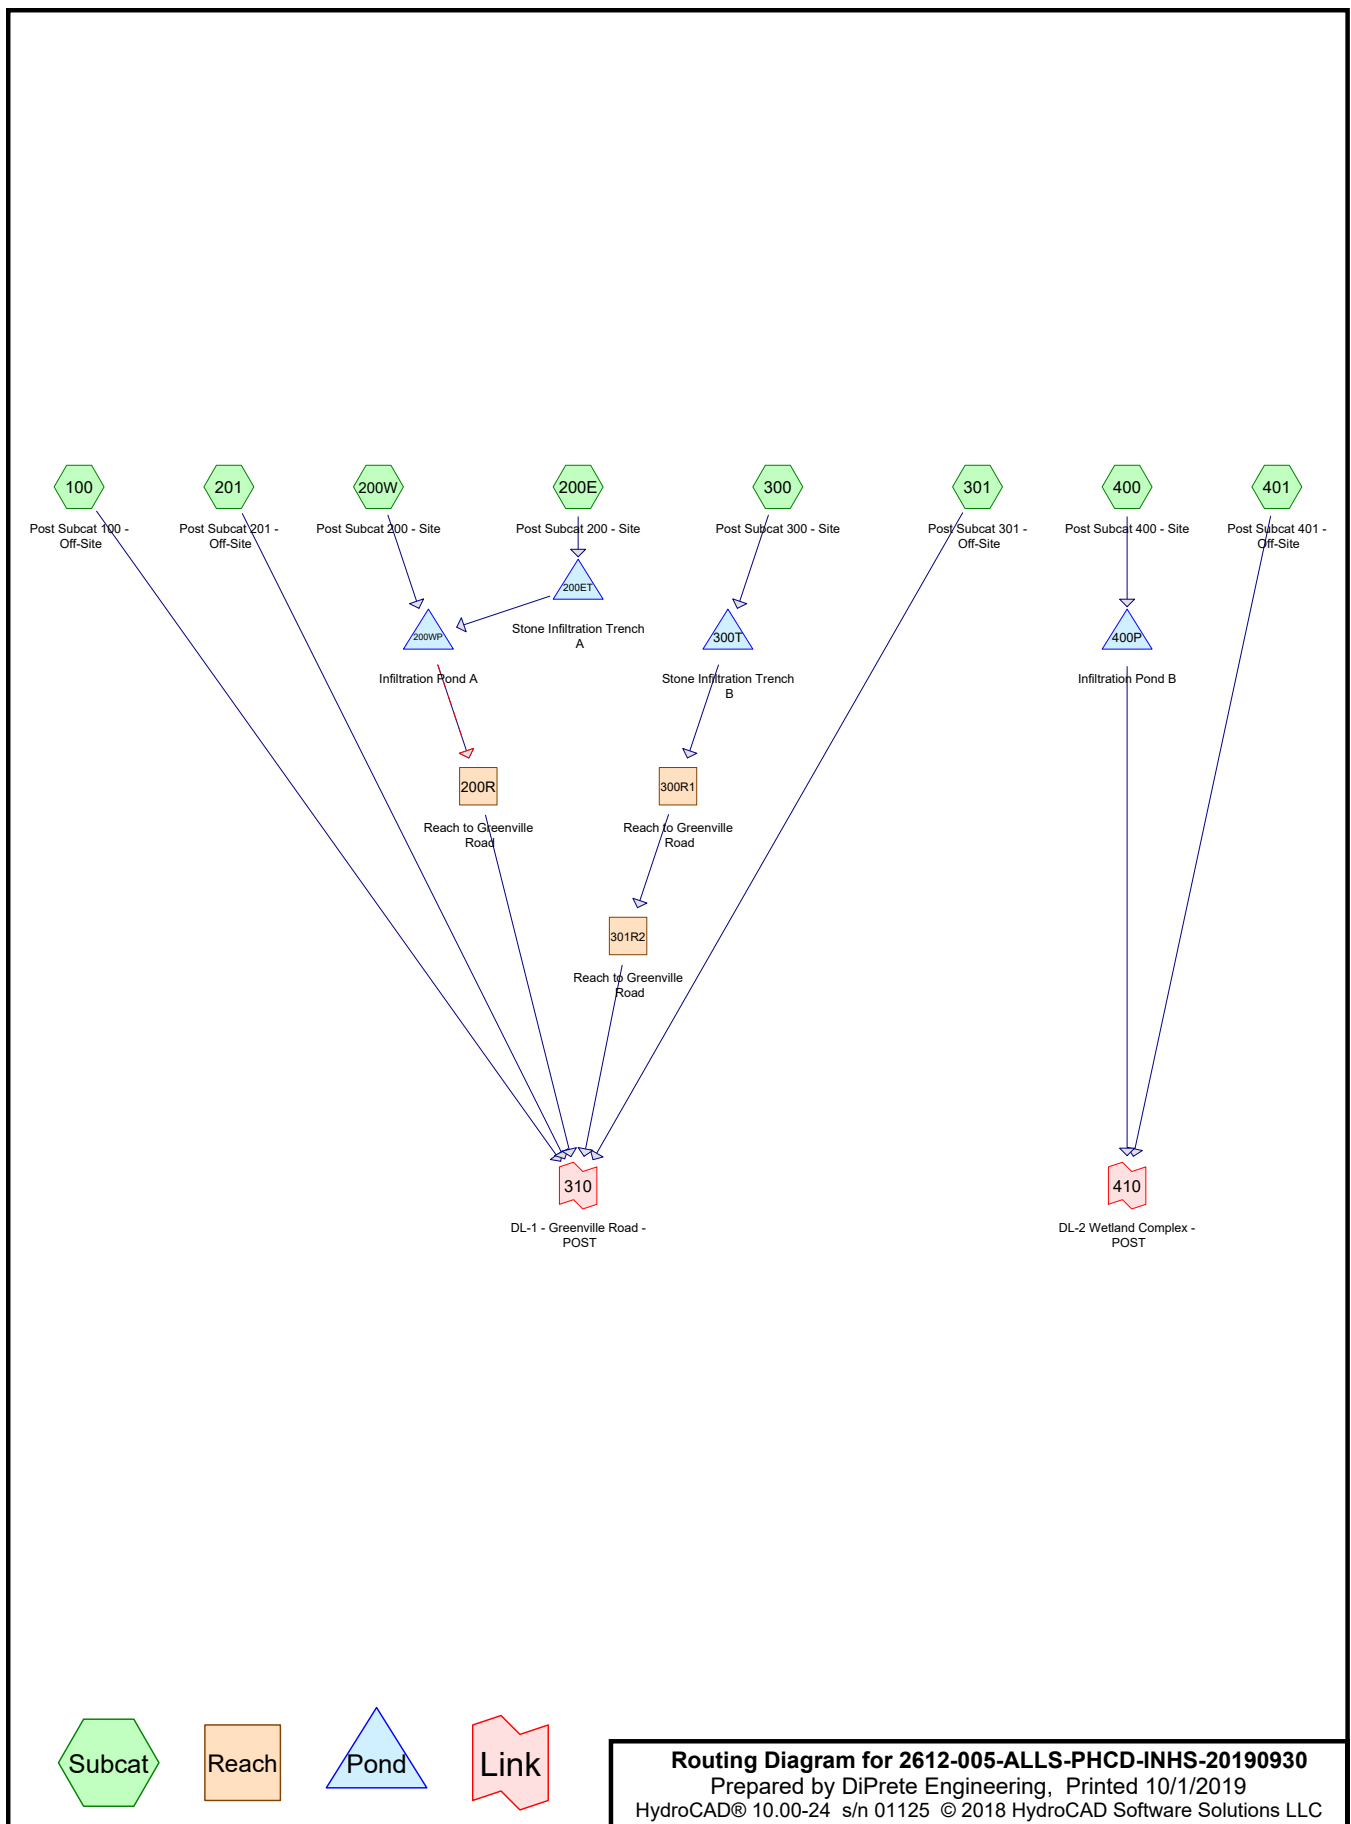 100
201
200W
200E
300
301
400
401
Post Subcat 100 -
Off-Site
Post Subcat 201 -
Off-Site
Post Subcat 200 - Site
Post Subcat 200 - Site
Post Subcat 300 - Site
Post Subcat 301 -
Off-Site
Post Subcat 400 - Site
Post Subcat 401 -
Off-Site
200ET
Stone Infiltration Trench
A
200WP
Infiltration Pond A
300T
Stone Infiltration Trench
B
400P
Infiltration Pond B
200R
Reach to Greenville
Road
300R1
Reach to Greenville
Road
301R2
Reach to Greenville
Road
310
DL-1 - Greenville Road -
POST
410
DL-2 Wetland Complex -
POST
Subcat
Reach
Pond
Link
Routing Diagram for 2612-005-ALLS-PHCD-INHS-20190930
Prepared by DiPrete Engineering, Printed 10/1/2019
HydroCAD® 10.00-24 s/n 01125 © 2018 HydroCAD Software Solutions LLC